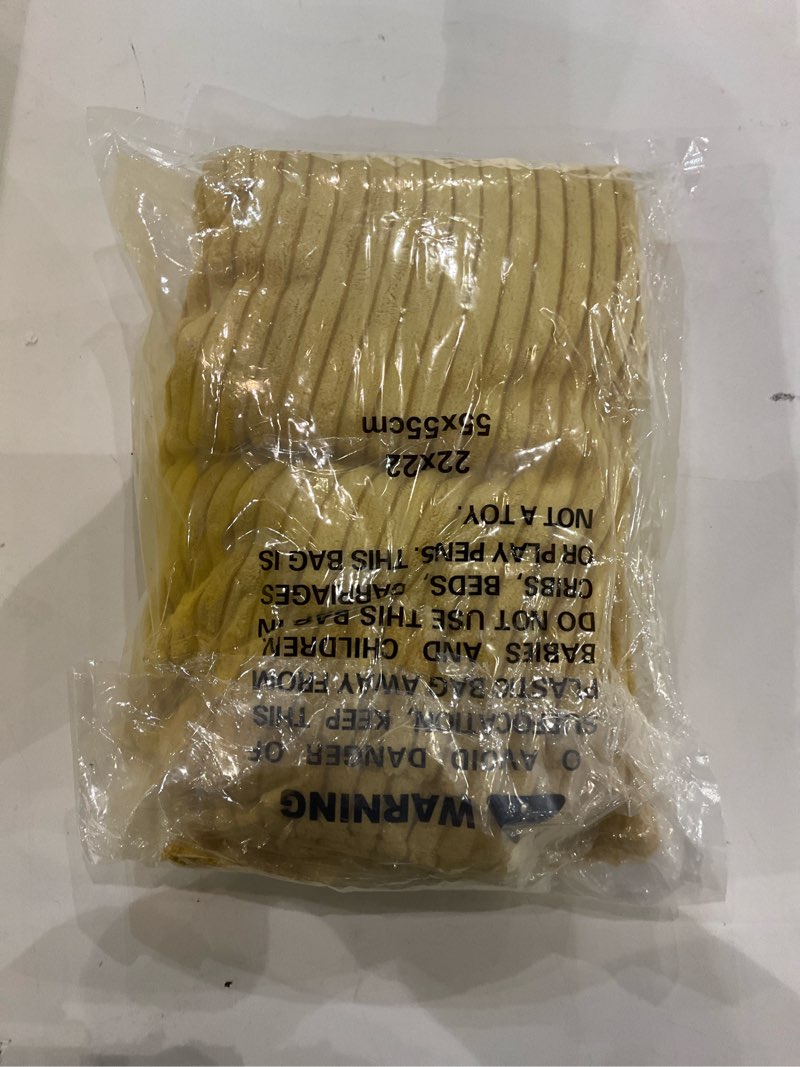 WARNING
O AVOID DANGER OF
SUFFOCATION, KEEP THIS
PLASTIC BAG AWAY FROM
BABIES AND CHILDREN.
DO NOT USE THIS BAG IN
CRIBS, BEDS, CARRIAGES
OR PLAY PENS. THIS BAG IS
NOT A TOY.
22x22
55x55cm